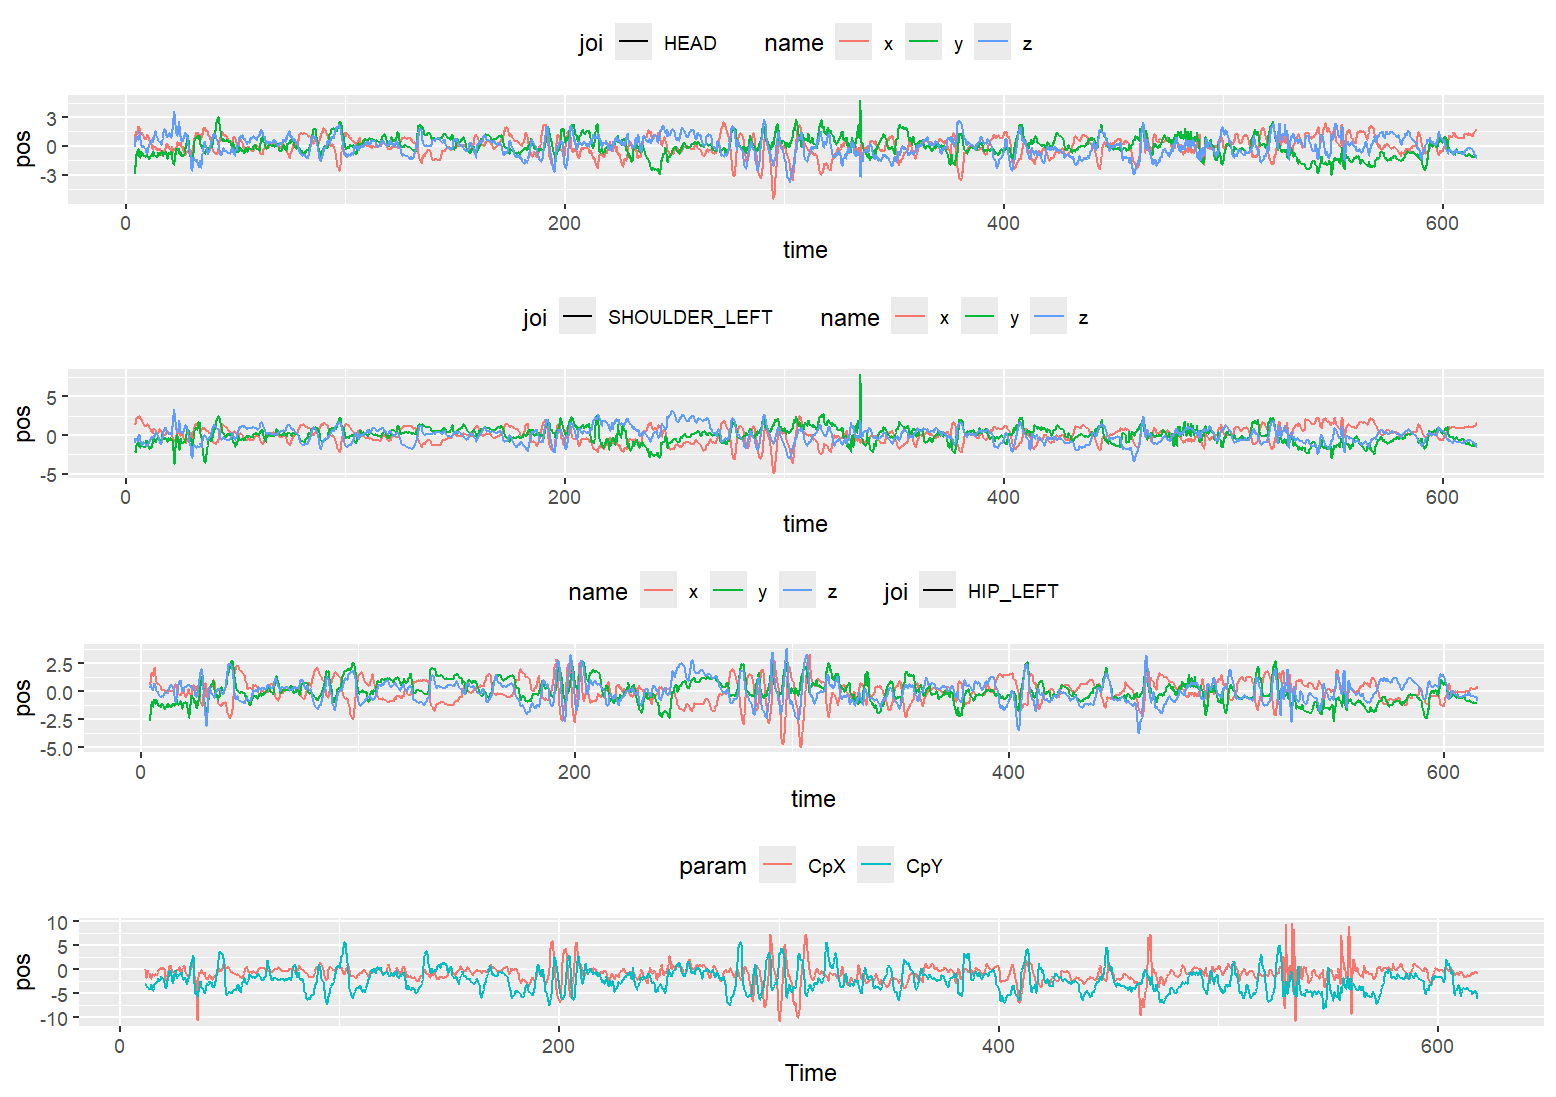 joi HEAD name x y z
pos
3
0
-3
0 200 400 600
time
joi SHOULDER_LEFT name x y z
pos
5
0
-5
0 200 400 600
time
name x y z joi HIP_LEFT
pos
2.5
0.0
-2.5
-5.0
0 200 400 600
time
param CpX CpY
pos
10
5
0
-5
-10
0 200 400 600
Time